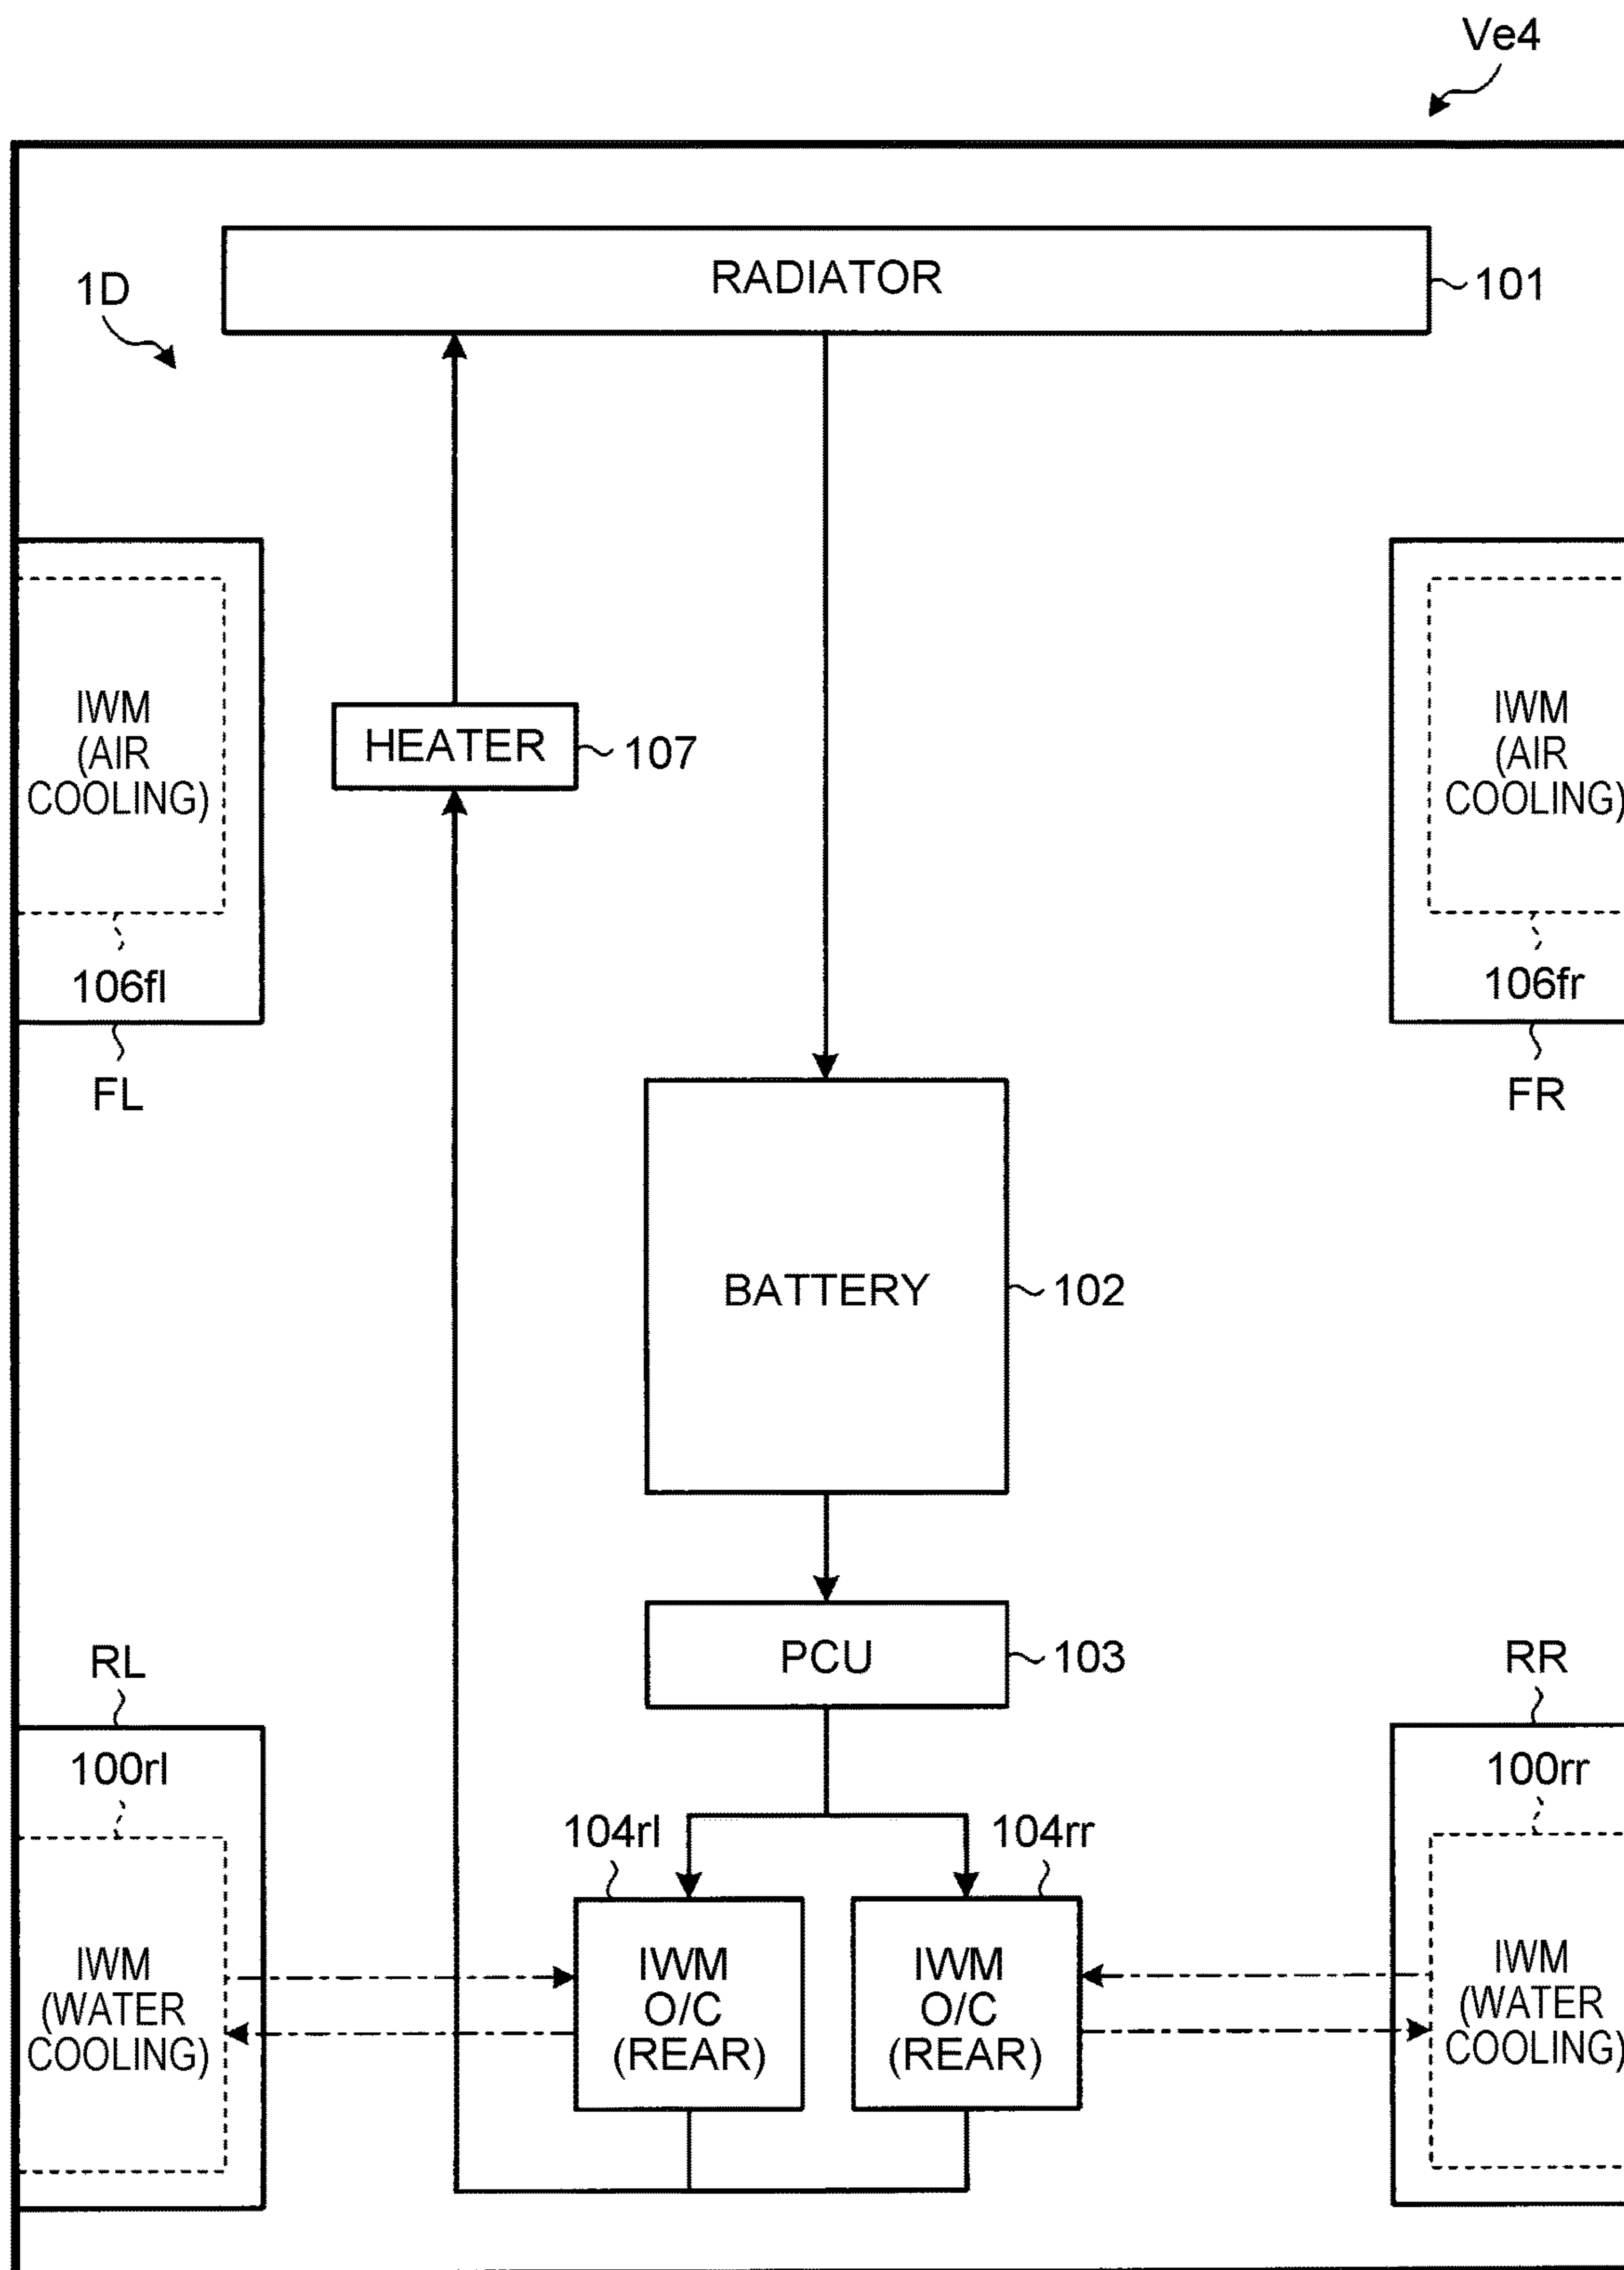 Ve4
RADIATOR
101
1D
IWM
(AIR
COOLING)
HEATER
107
IWM
(AIR
COOLING)
106fl
106fr
FL
FR
BATTERY
102
PCU
103
RL
RR
100rl
100rr
104rl
104rr
IWM
(WATER
COOLING)
IWM
O/C
(REAR)
IWM
O/C
(REAR)
IWM
(WATER
COOLING)